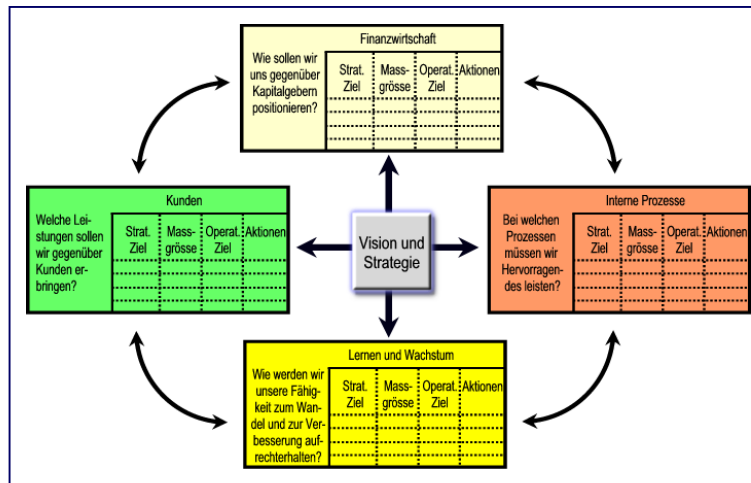 Finanzwirtschaft
Wie sollen wir
uns gegenüber
Kapitalgebern
positionieren?
Strat. Mass- Operat. Aktionen
Ziel grösse Ziel
Kunden
Welche Lei-
stungen sollen
wir gegenüber
Kunden er-
bringen?
Strat. Mass- Operat. Aktionen
Ziel grösse Ziel
Vision und
Strategie
Interne Prozesse
Bei welchen
Prozessen
müssen wir
Hervorragen-
des leisten?
Strat. Mass- Operat. Aktionen
Ziel grösse Ziel
Lernen und Wachstum
Wie werden wir
unsere Fähig-
keit zum Wan-
del und zur Ver-
besserung auf-
rechterhalten?
Strat. Mass- Operat. Aktionen
Ziel grösse Ziel